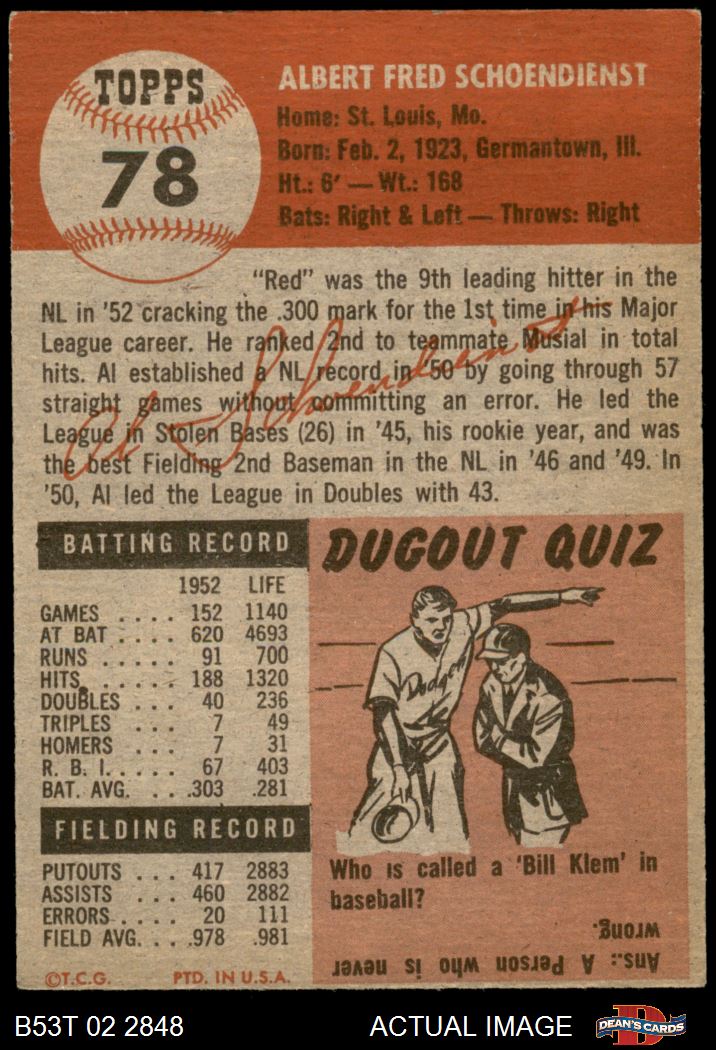 TOPPS
78
ALBERT FRED SCHOENDIENST
Home: St. Louis, Mo.
Born: Feb. 2, 1923, Germantown, Ill.
Ht.: 6' — Wt.: 168
Bats: Right & Left — Throws: Right
"Red" was the 9th leading hitter in the
NL in '52 cracking the .300 mark for the 1st time in his Major
League career. He ranked 2nd to teammate Musial in total
hits. Al established a NL record in '50 by going through 57
straight games without committing an error. He led the
League in Stolen Bases (26) in '45, his rookie year, and was
the best Fielding 2nd Baseman in the NL in '46 and '49. In
'50, Al led the League in Doubles with 43.
Al Schoendienst
BATTING RECORD
1952 LIFE
GAMES .... 152 1140
AT BAT .... 620 4693
RUNS ..... 91 700
HITS ...... 188 1320
DOUBLES .. 40 236
TRIPLES ... 7 49
HOMERS ... 7 31
R. B. I. .... 67 403
BAT. AVG. .. .303 .281
FIELDING RECORD
PUTOUTS ... 417 2883
ASSISTS ... 460 2882
ERRORS .... 20 111
FIELD AVG. .. .978 .981
©T.C.G. PTD. IN U.S.A.
DUGOUT QUIZ
Dodgers
Who is called a 'Bill Klem' in
baseball?
Ans.: A Person who is never
wrong.
B53T 02 2848 ACTUAL IMAGE
D
DEAN'S CARDS